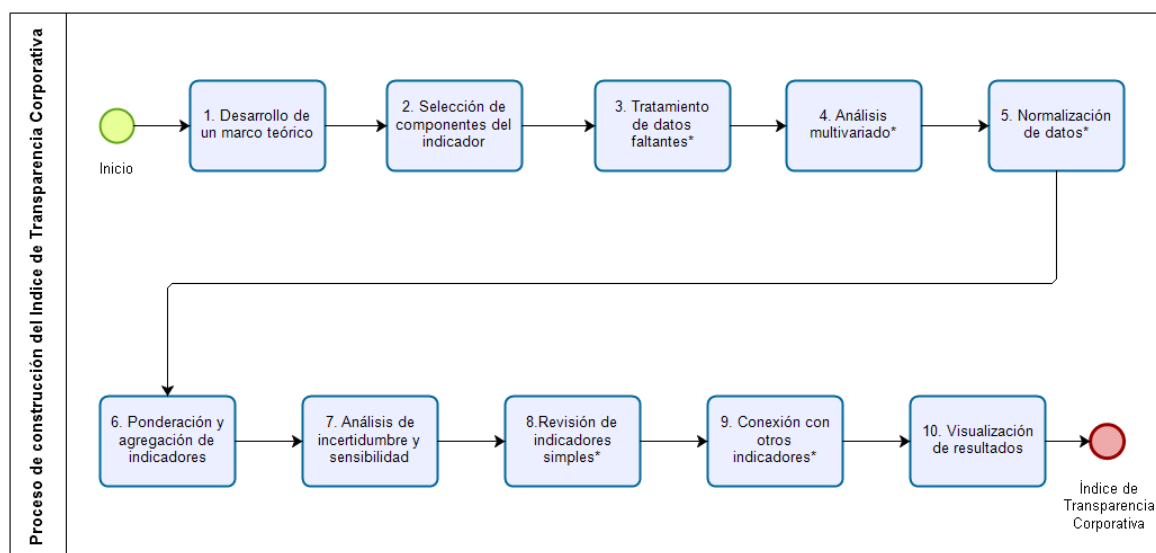 Proceso de construcción del Indice de Transparencia Corporativa
Inicio
1. Desarrollo de
un marco teórico
2. Selección de
componentes del
indicador
3. Tratamiento
de datos
faltantes*
4. Análisis
multivariado*
5. Normalización
de datos*
6. Ponderación y
agregación de
indicadores
7. Análisis de
incertidumbre y
sensibilidad
8.Revisión de
indicadores
simples*
9. Conexión con
otros
indicadores*
10. Visualización
de resultados
Índice de
Transparencia
Corporativa